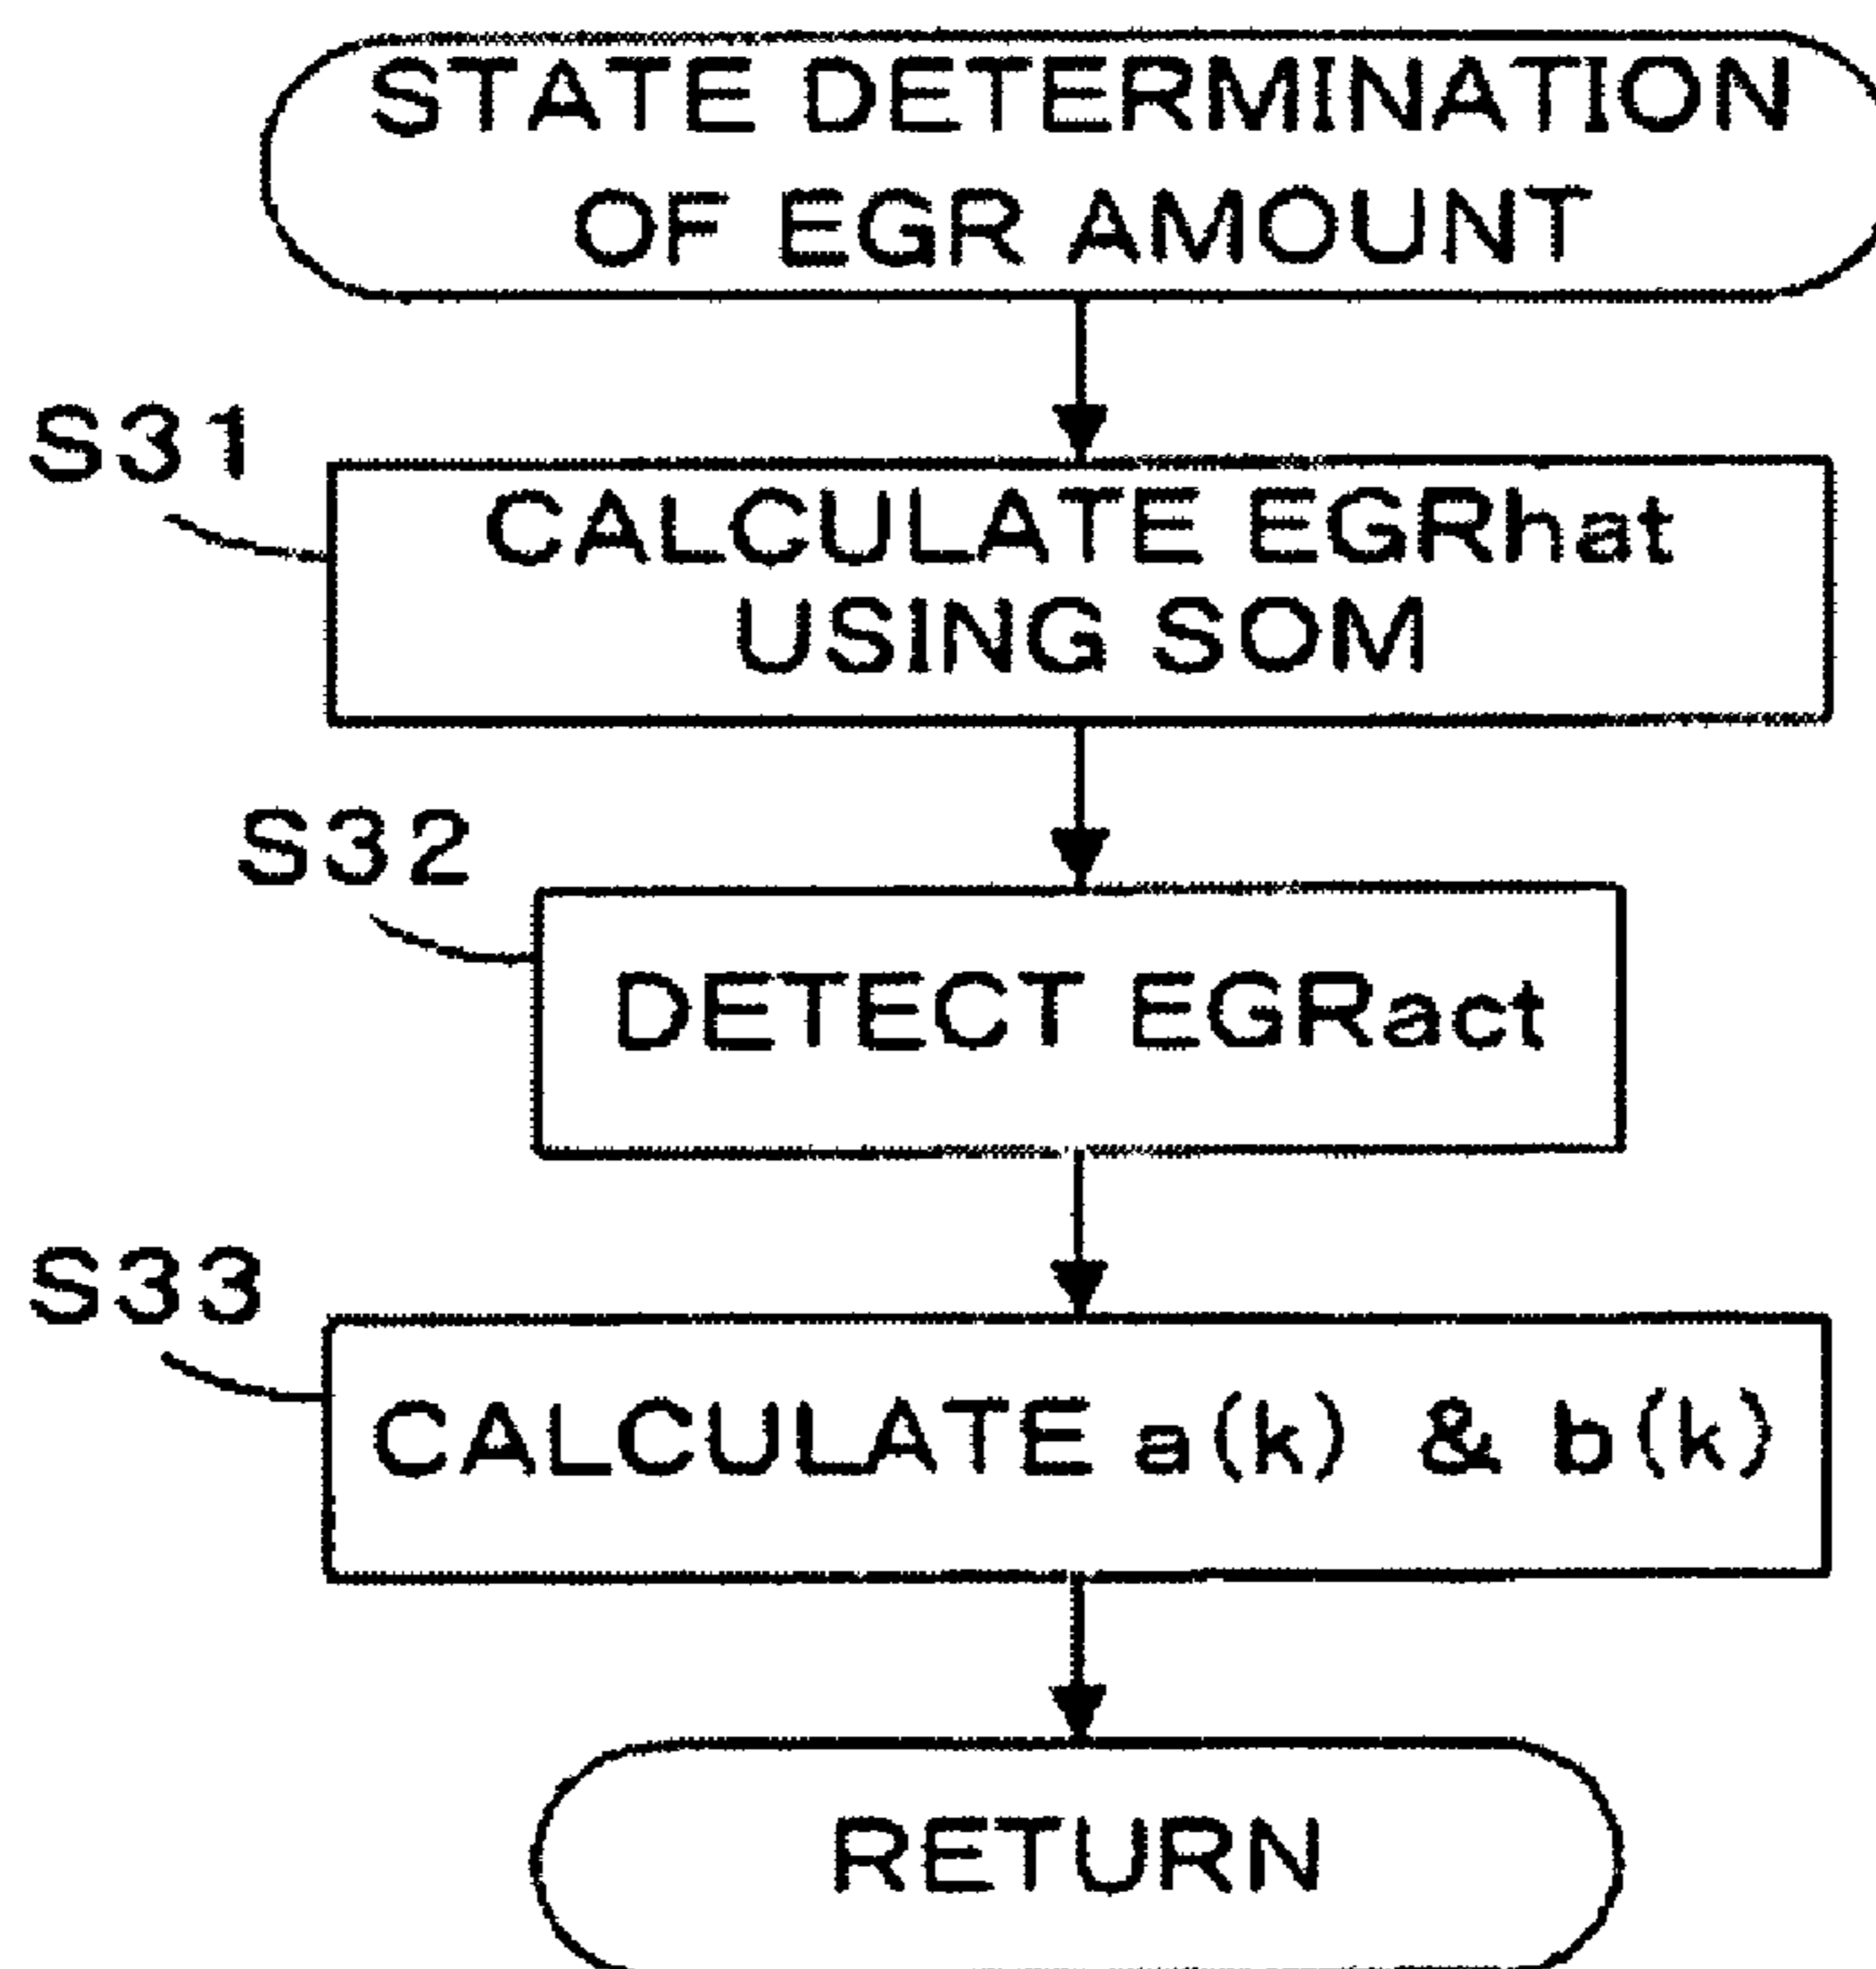 STATE DETERMINATION
OF EGR AMOUNT
S31
CALCULATE EGRhat
USING SOM
S32
DETECT EGRact
S33
CALCULATE a(k) & b(k)
RETURN